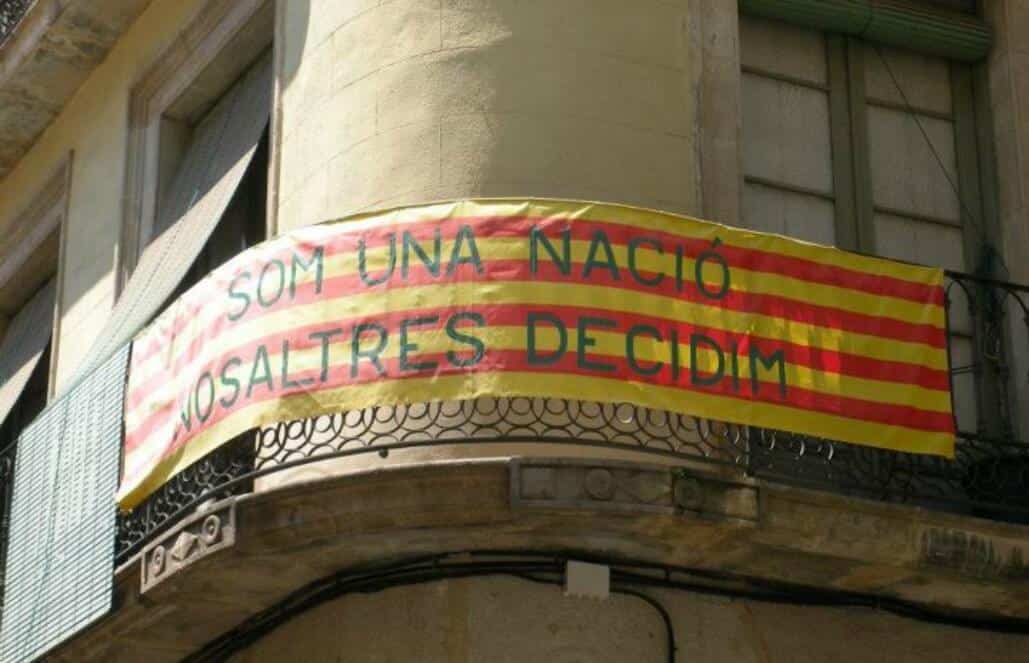 SOM UNA NACIÓ
NOSALTRES DECIDIM